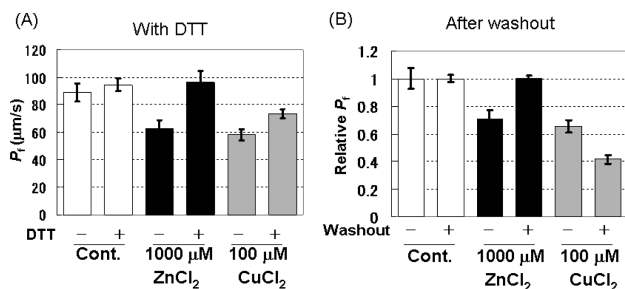 (A)
With DTT
Pf (μm/s)
120
100
80
60
40
20
0
DTT − + − + − +
Cont. 1000 μM 100 μM
ZnCl2 CuCl2
(B)
After washout
Relative Pf
1.2
1
0.8
0.6
0.4
0.2
0
Washout − + − + − +
Cont. 1000 μM 100 μM
ZnCl2 CuCl2